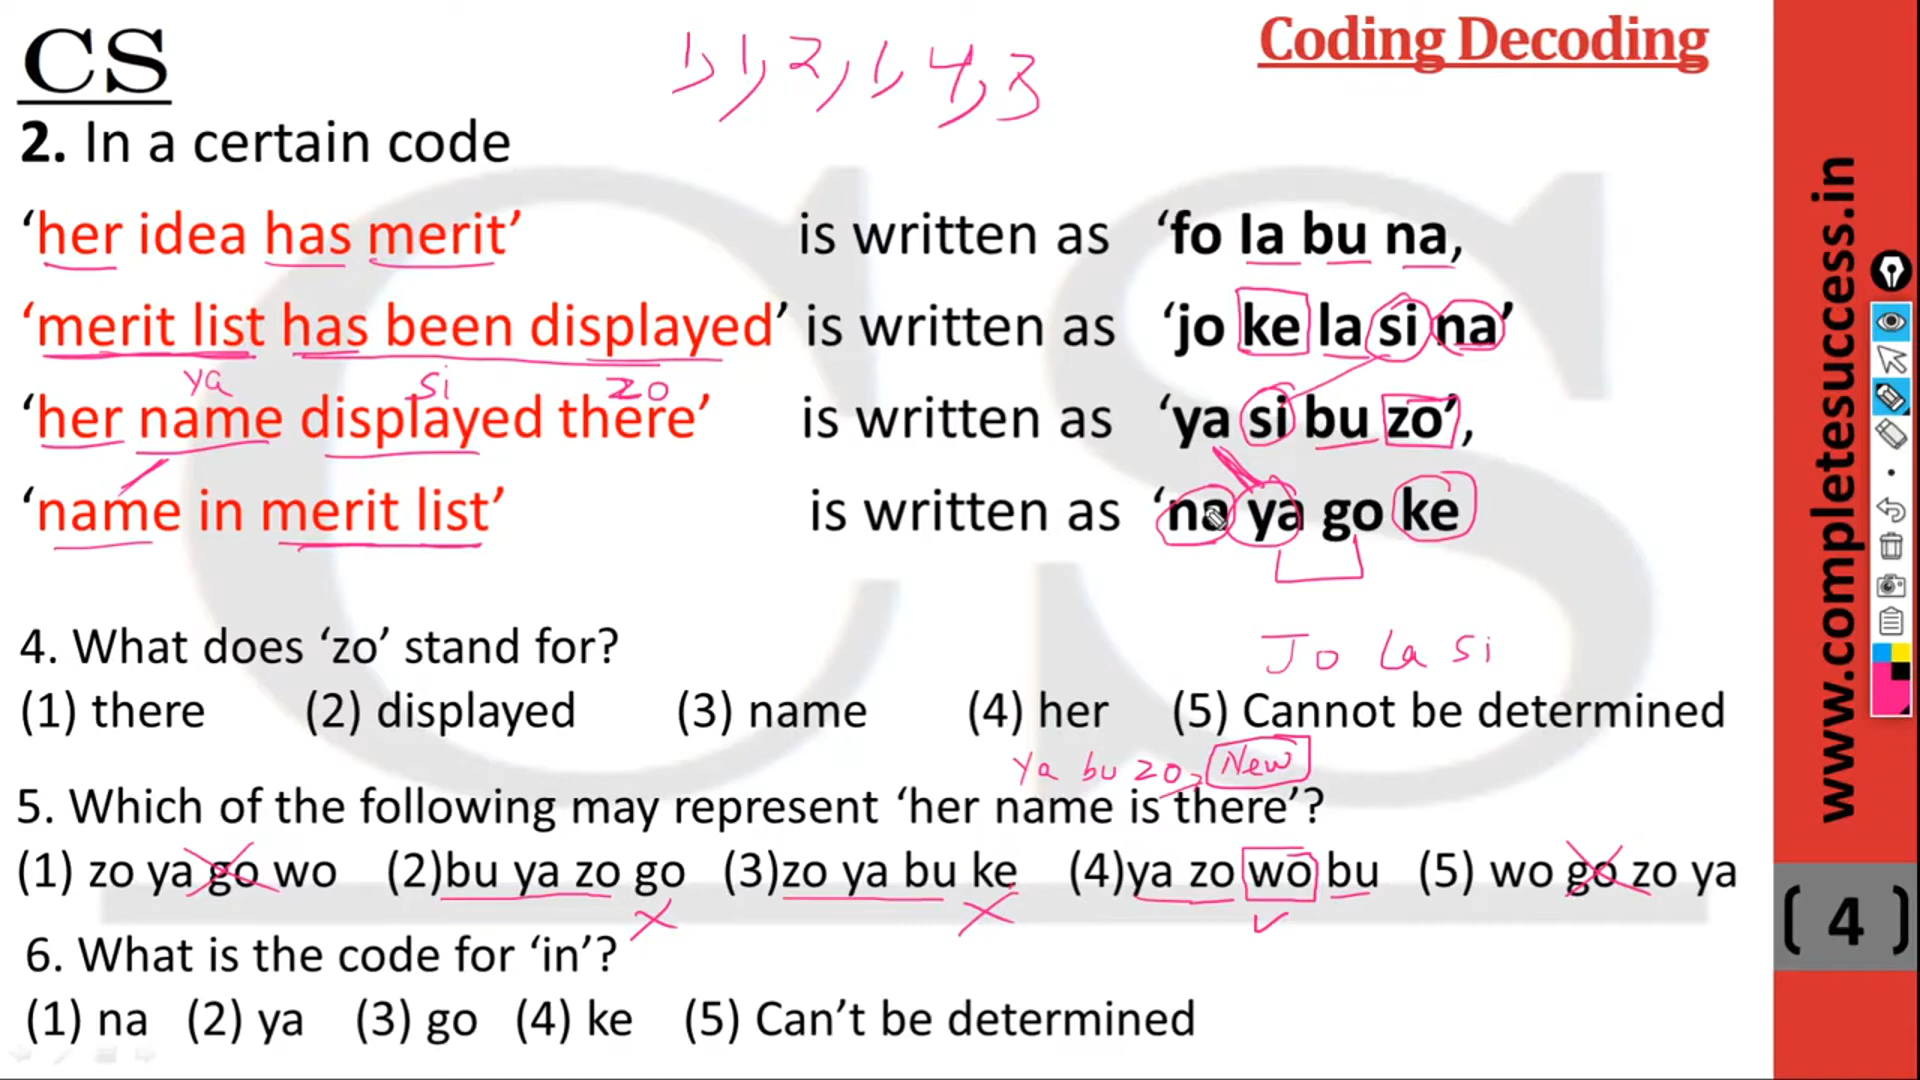 CS
1, 1, 2, 1, 4, 3
Coding Decoding
2. In a certain code
‘her idea has merit’ is written as ‘fo la bu na,
‘merit list has been displayed’ is written as ‘jo ke la si na’
ya si zo
‘her name displayed there’ is written as ‘ya si bu zo’,
‘name in merit list’ is written as ‘na ya go ke
4. What does ‘zo’ stand for?
Jo La si
(1) there (2) displayed (3) name (4) her (5) Cannot be determined
Ya bu zo, New
5. Which of the following may represent ‘her name is there’?
(1) zo ya go wo (2)bu ya zo go (3)zo ya bu ke (4)ya zo wo bu (5) wo go zo ya
6. What is the code for ‘in’?
(1) na (2) ya (3) go (4) ke (5) Can’t be determined
www.completesuccess.in
( 4 )